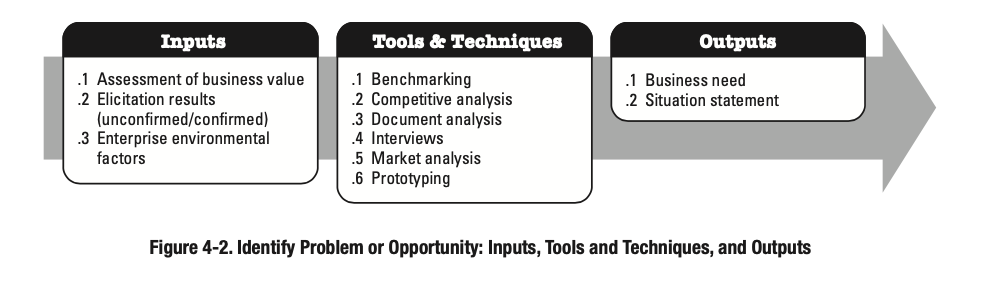 Inputs
.1 Assessment of business value
.2 Elicitation results
(unconfirmed/confirmed)
.3 Enterprise environmental
factors
Tools & Techniques
.1 Benchmarking
.2 Competitive analysis
.3 Document analysis
.4 Interviews
.5 Market analysis
.6 Prototyping
Outputs
.1 Business need
.2 Situation statement
Figure 4-2. Identify Problem or Opportunity: Inputs, Tools and Techniques, and Outputs